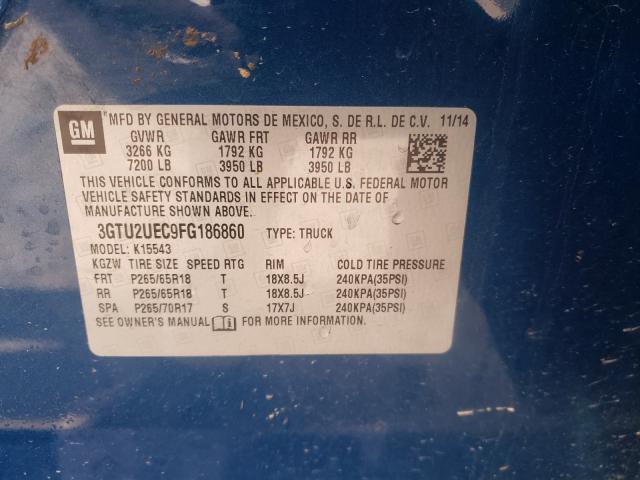 GM
MFD BY GENERAL MOTORS DE MEXICO, S. DE R.L. DE C.V. 11/14
GVWR GAWR FRT GAWR RR
3266 KG 1792 KG 1792 KG
7200 LB 3950 LB 3950 LB
THIS VEHICLE CONFORMS TO ALL APPLICABLE U.S. FEDERAL MOTOR
VEHICLE SAFETY STANDARDS IN EFFECT ON THE DATE OF
MANUFACTURE SHOWN ABOVE.
3GTU2UEC9FG186860 TYPE: TRUCK
MODEL: K15543
KGZW TIRE SIZE SPEED RTG RIM COLD TIRE PRESSURE
FRT P265/65R18 T 18X8.5J 240KPA(35PSI)
RR P265/65R18 T 18X8.5J 240KPA(35PSI)
SPA P265/70R17 S 17X7J 240KPA(35PSI)
SEE OWNER'S MANUAL FOR MORE INFORMATION.